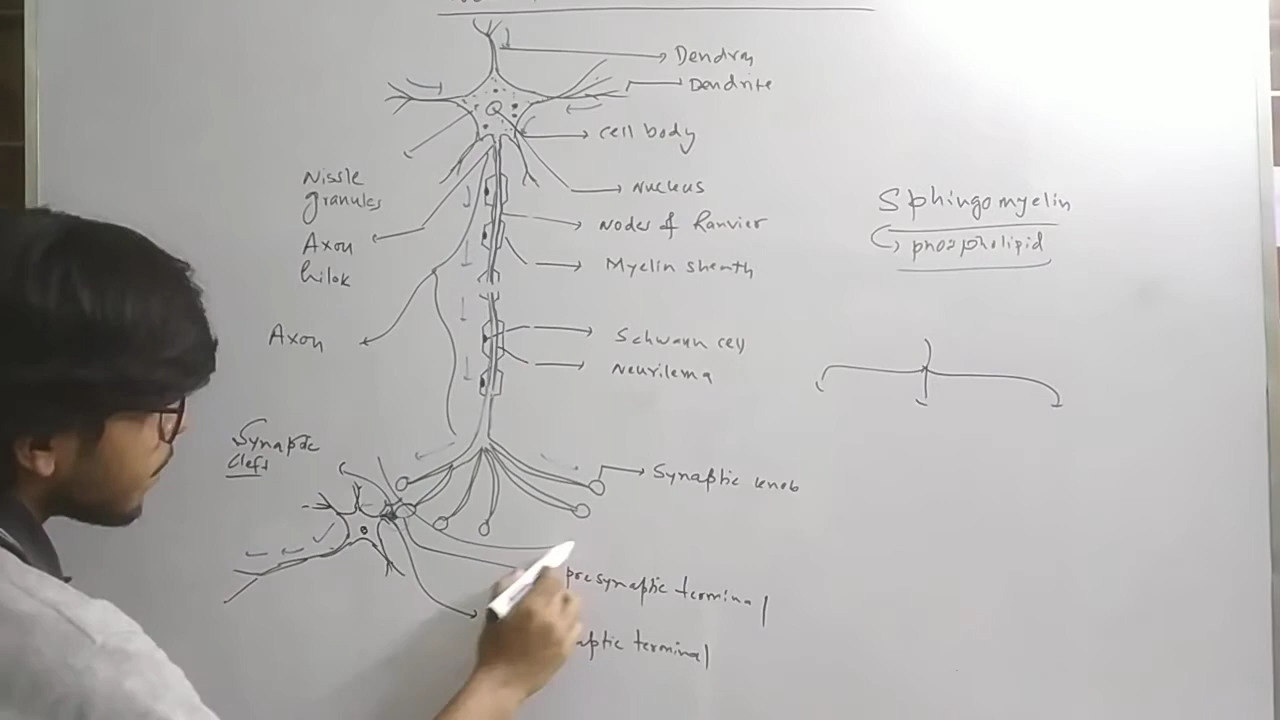 Dendron
Dendrite
Cell body
Nissle
granules
Nucleus
Nodes of Ranvier
Axon
hilok
Myelin sheath
Sphingomyelin
phospholipid
Axon
Schwann cell
Neurilema
Synaptic
cleft
Synaptic knob
presynaptic terminal
terminal